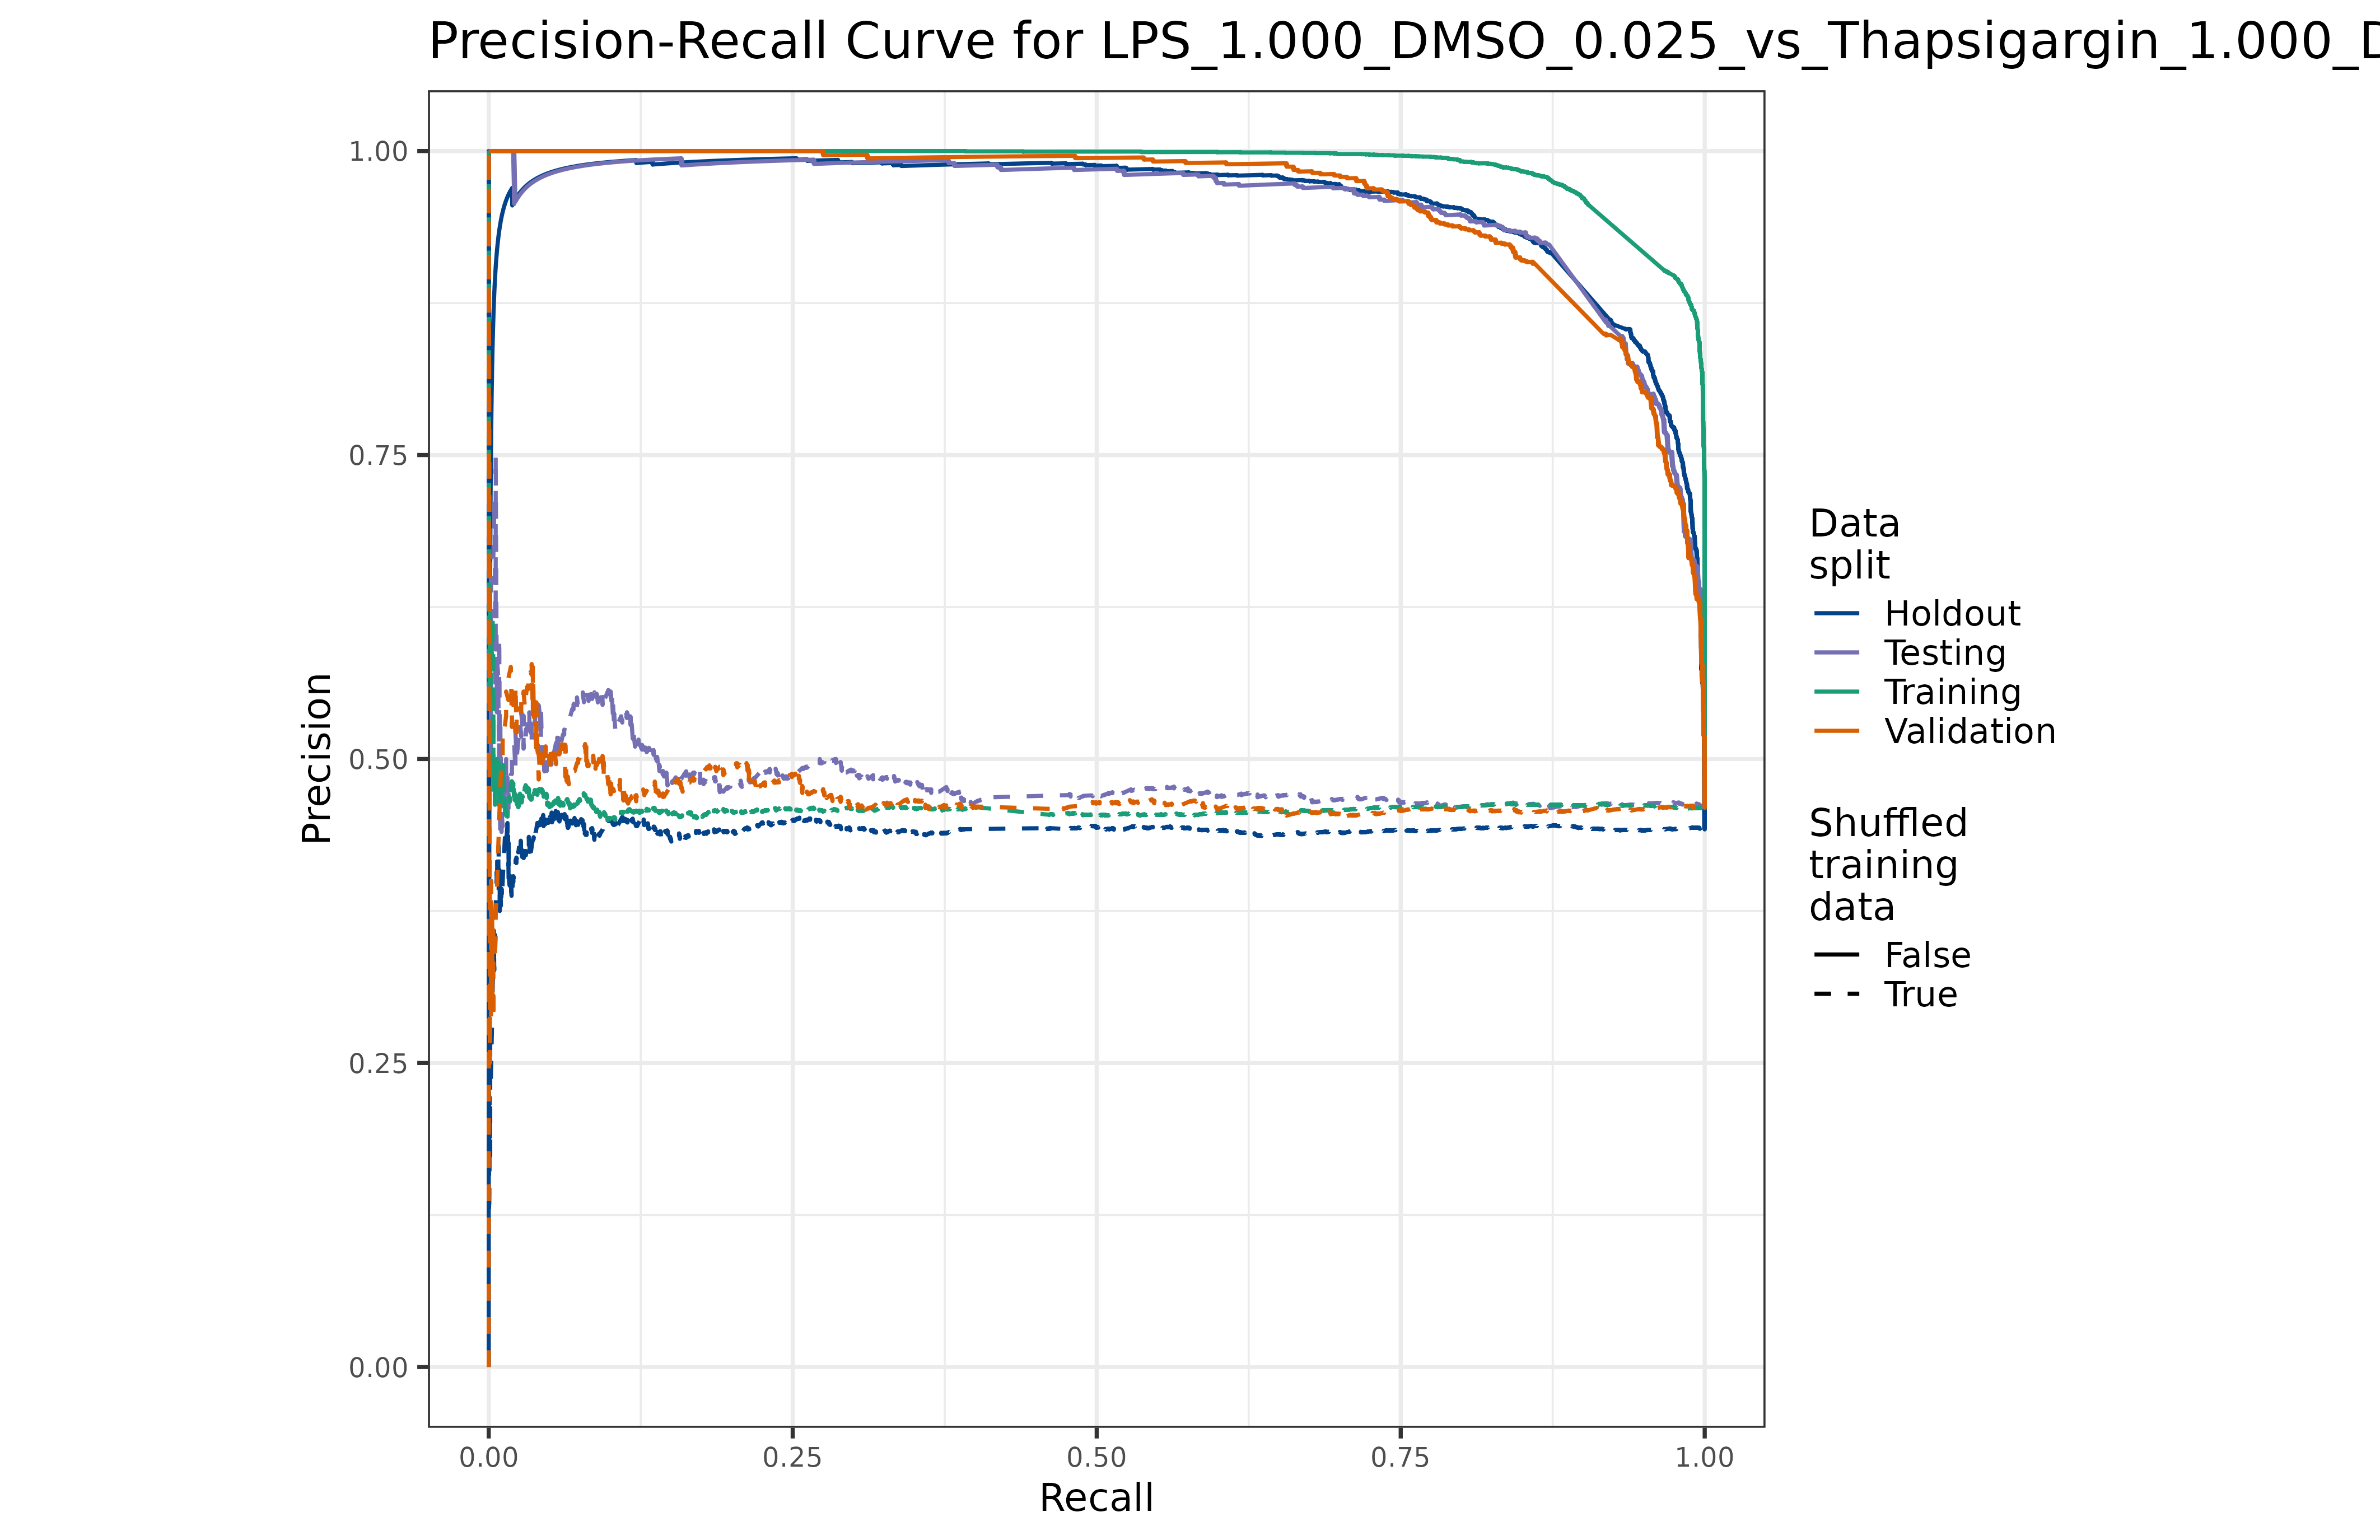 Precision-Recall Curve for LPS_1.000_DMSO_0.025_vs_Thapsigargin_1.000_D
1.00
0.75
0.50
0.25
0.00
Precision
0.00 0.25 0.50 0.75 1.00
Recall
Data
split
Holdout
Testing
Training
Validation
Shuffled
training
data
False
True